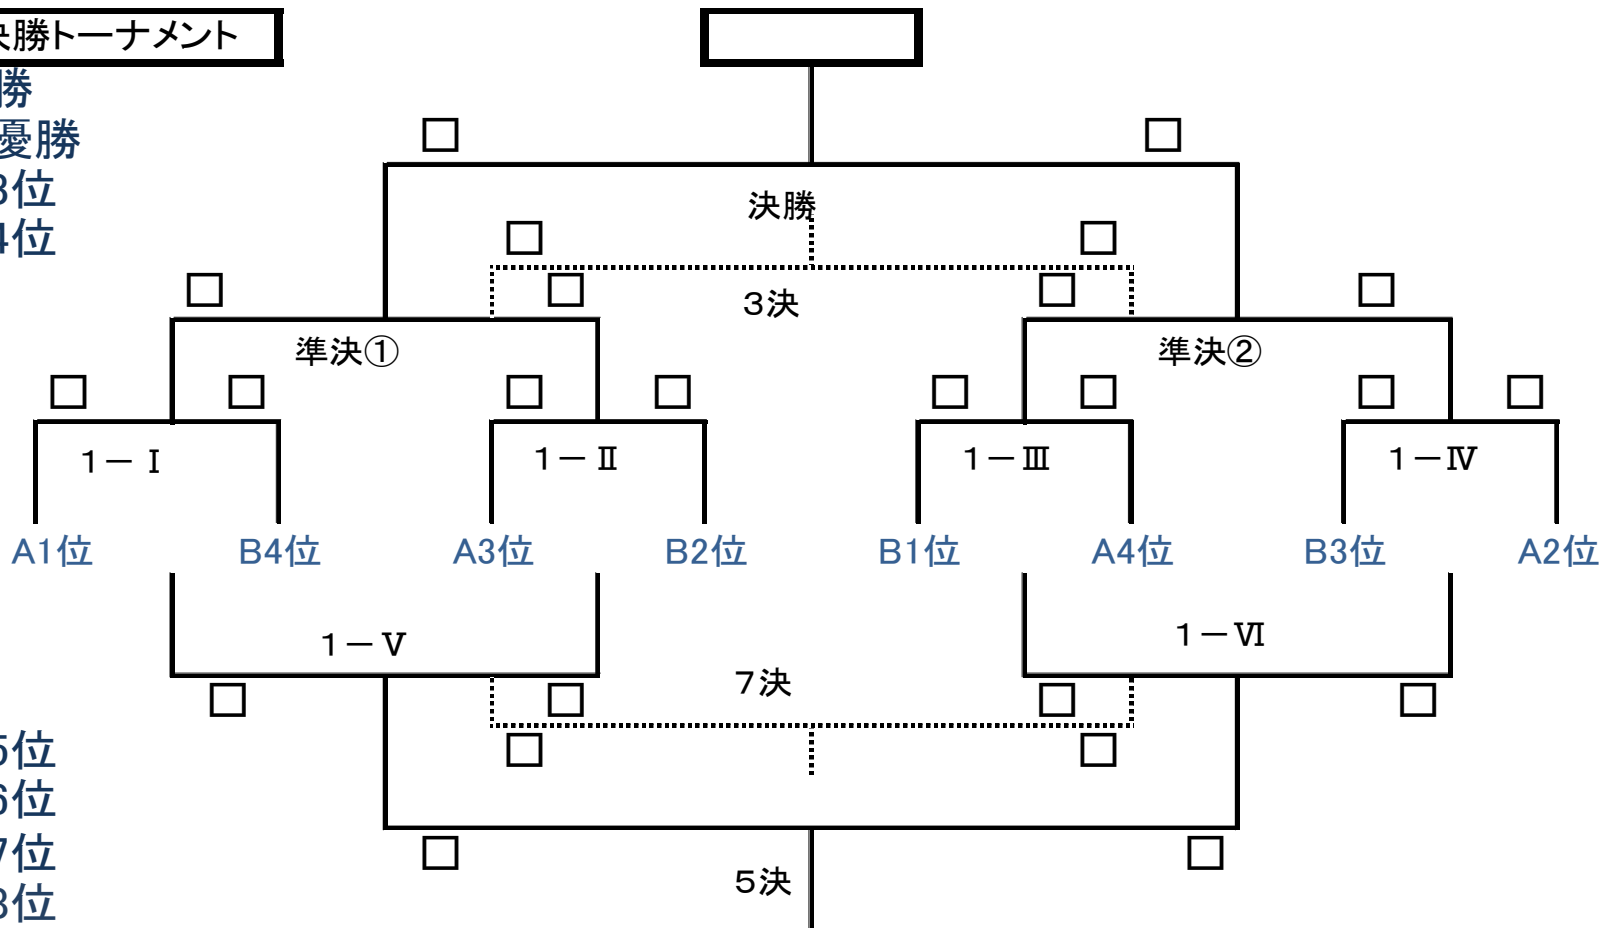 決勝トーナメント
勝
優勝
3位
4位
決勝
3決
準決①
準決②
1－Ⅰ
1－Ⅱ
1－Ⅲ
1－Ⅳ
A1位
B4位
A3位
B2位
B1位
A4位
B3位
A2位
1－Ⅴ
1－Ⅵ
7決
5位
6位
7位
8位
5決